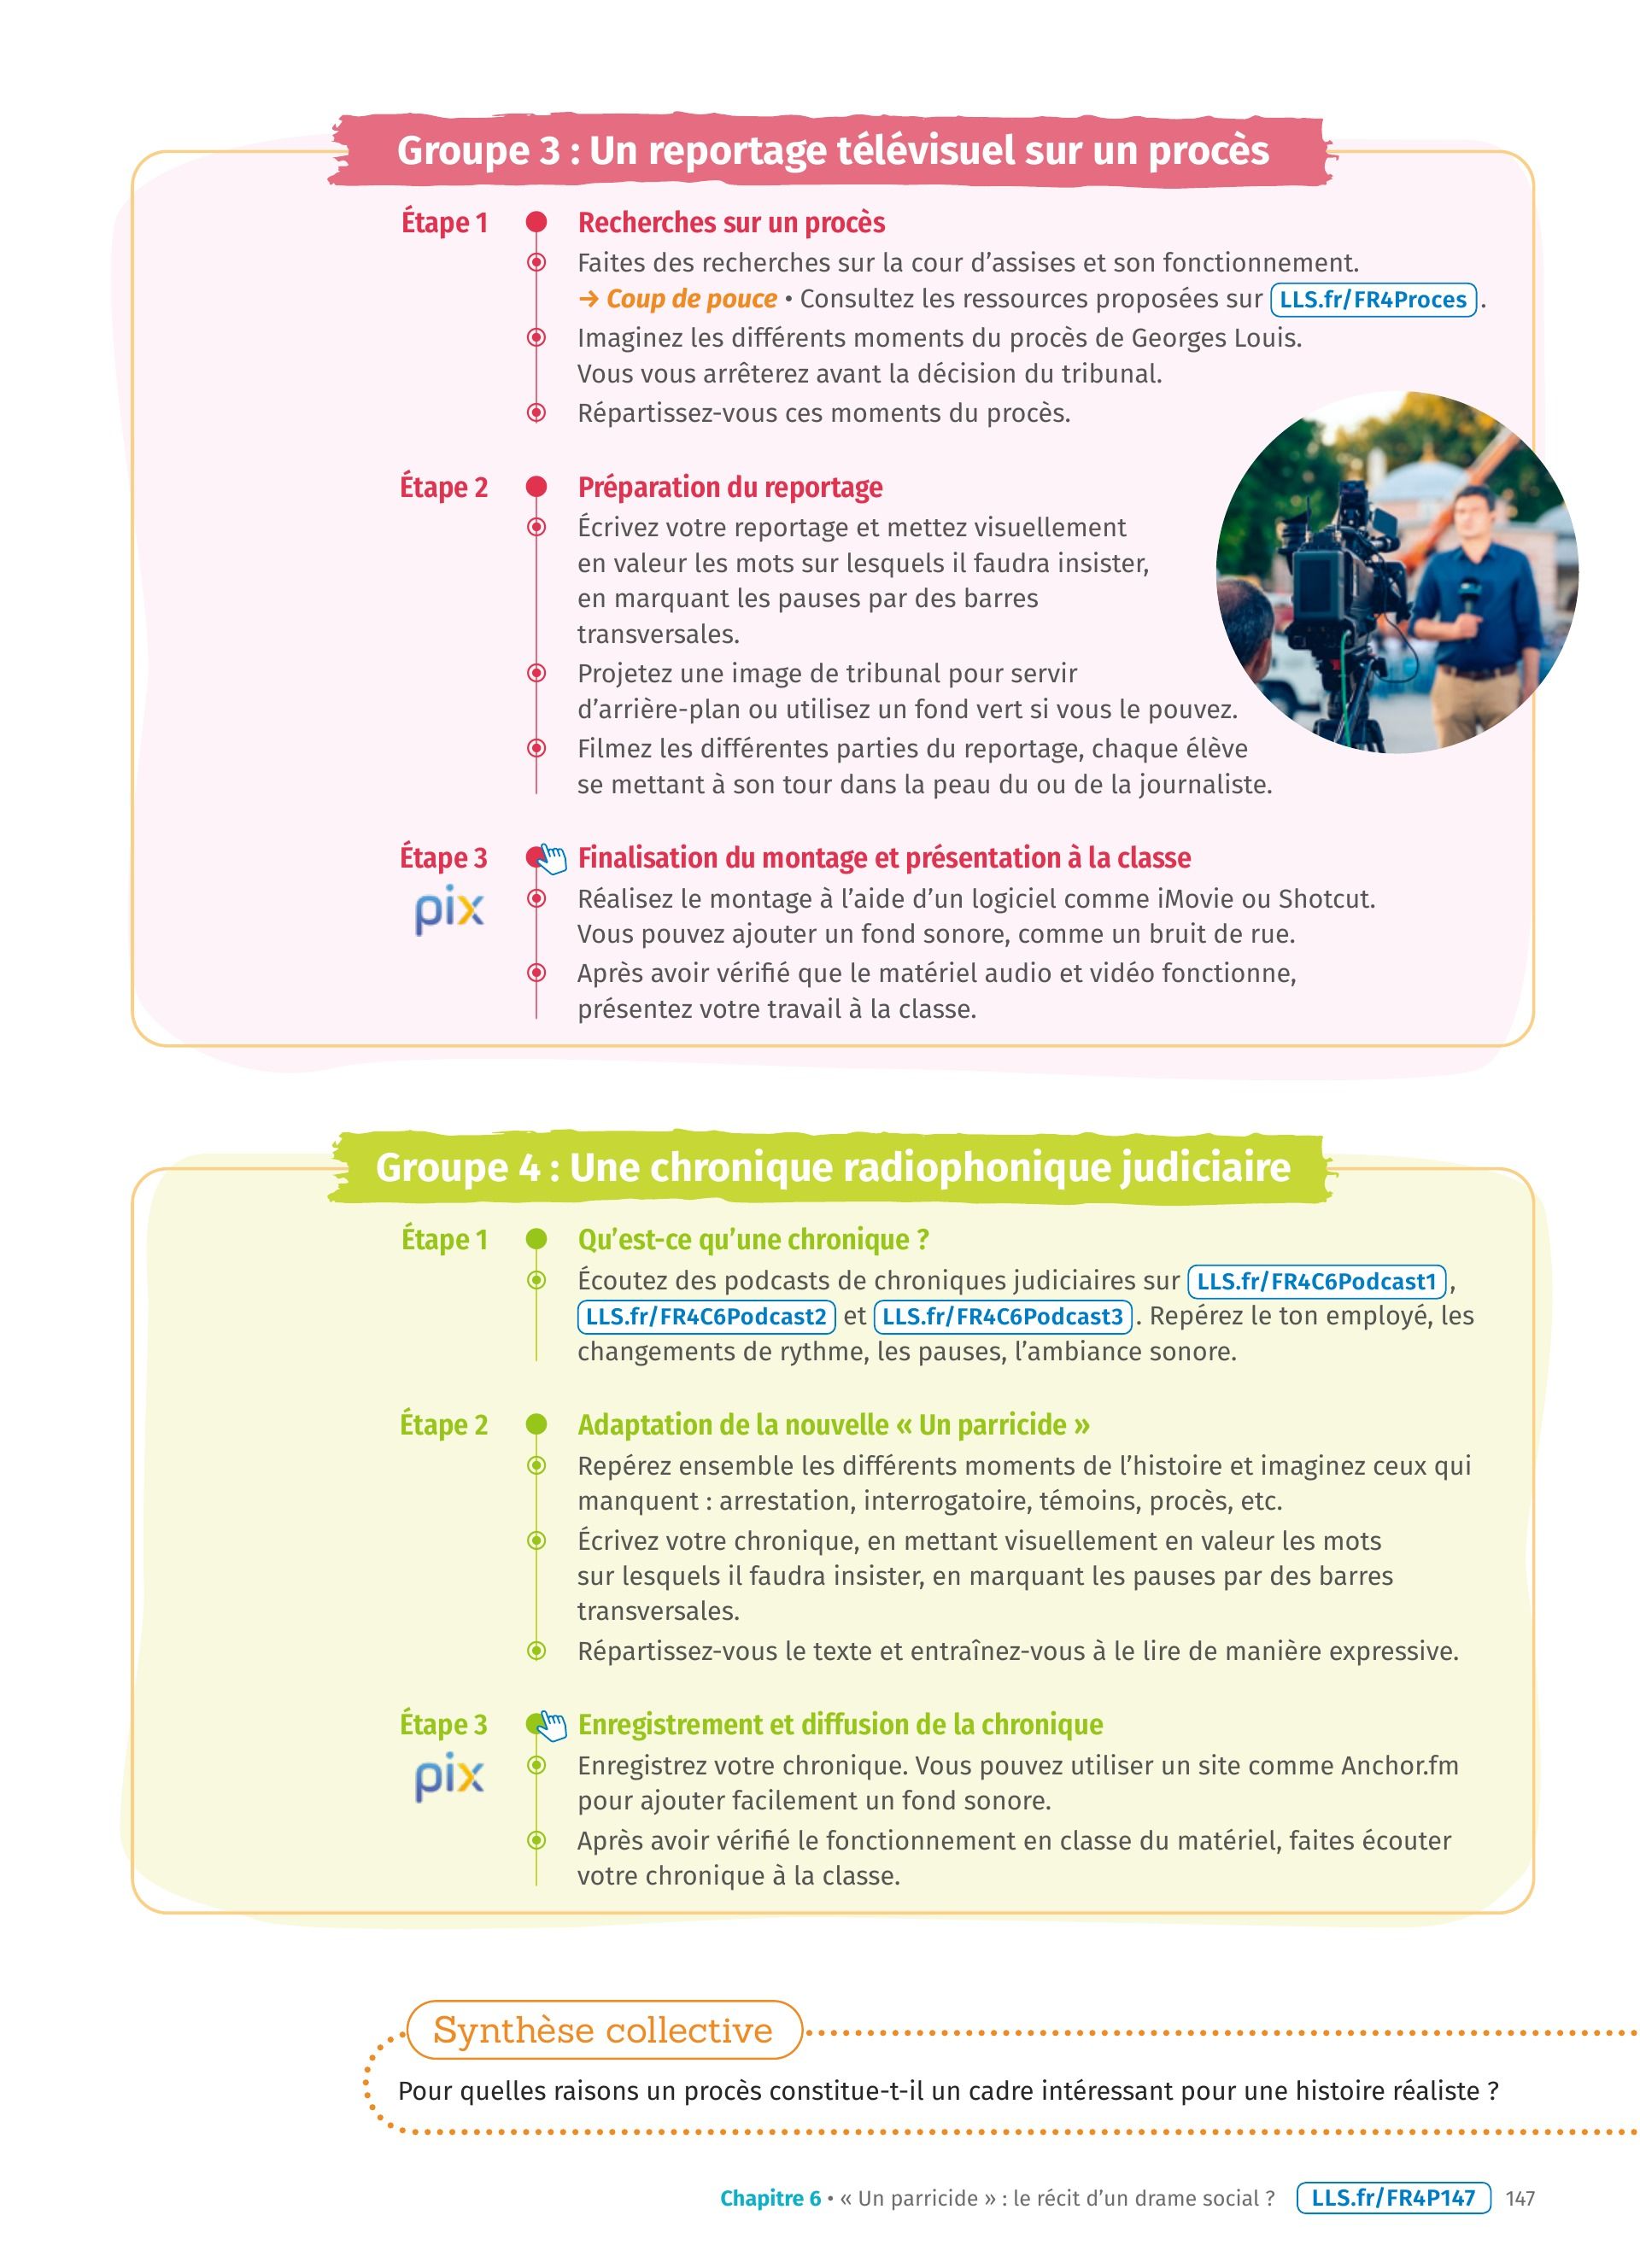 Groupe 3 : Un reportage télévisuel sur un procès
Étape 1
Recherches sur un procès
Faites des recherches sur la cour d’assises et son fonctionnement.
→ Coup de pouce • Consultez les ressources proposées sur LLS.fr/FR4Proces .
Imaginez les différents moments du procès de Georges Louis.
Vous vous arrêterez avant la décision du tribunal.
Répartissez-vous ces moments du procès.
Étape 2
Préparation du reportage
Écrivez votre reportage et mettez visuellement
en valeur les mots sur lesquels il faudra insister,
en marquant les pauses par des barres
transversales.
Projetez une image de tribunal pour servir
d’arrière-plan ou utilisez un fond vert si vous le pouvez.
Filmez les différentes parties du reportage, chaque élève
se mettant à son tour dans la peau du ou de la journaliste.
Étape 3
pix
Finalisation du montage et présentation à la classe
Réalisez le montage à l’aide d’un logiciel comme iMovie ou Shotcut.
Vous pouvez ajouter un fond sonore, comme un bruit de rue.
Après avoir vérifié que le matériel audio et vidéo fonctionne,
présentez votre travail à la classe.
Groupe 4 : Une chronique radiophonique judiciaire
Étape 1
Qu’est-ce qu’une chronique ?
Écoutez des podcasts de chroniques judiciaires sur LLS.fr/FR4C6Podcast1 ,
LLS.fr/FR4C6Podcast2 et LLS.fr/FR4C6Podcast3 . Repérez le ton employé, les
changements de rythme, les pauses, l’ambiance sonore.
Étape 2
Adaptation de la nouvelle « Un parricide »
Repérez ensemble les différents moments de l’histoire et imaginez ceux qui
manquent : arrestation, interrogatoire, témoins, procès, etc.
Écrivez votre chronique, en mettant visuellement en valeur les mots
sur lesquels il faudra insister, en marquant les pauses par des barres
transversales.
Répartissez-vous le texte et entraînez-vous à le lire de manière expressive.
Étape 3
pix
Enregistrement et diffusion de la chronique
Enregistrez votre chronique. Vous pouvez utiliser un site comme Anchor.fm
pour ajouter facilement un fond sonore.
Après avoir vérifié le fonctionnement en classe du matériel, faites écouter
votre chronique à la classe.
Synthèse collective
Pour quelles raisons un procès constitue-t-il un cadre intéressant pour une histoire réaliste ?
Chapitre 6 • « Un parricide » : le récit d’un drame social ? LLS.fr/FR4P147 147